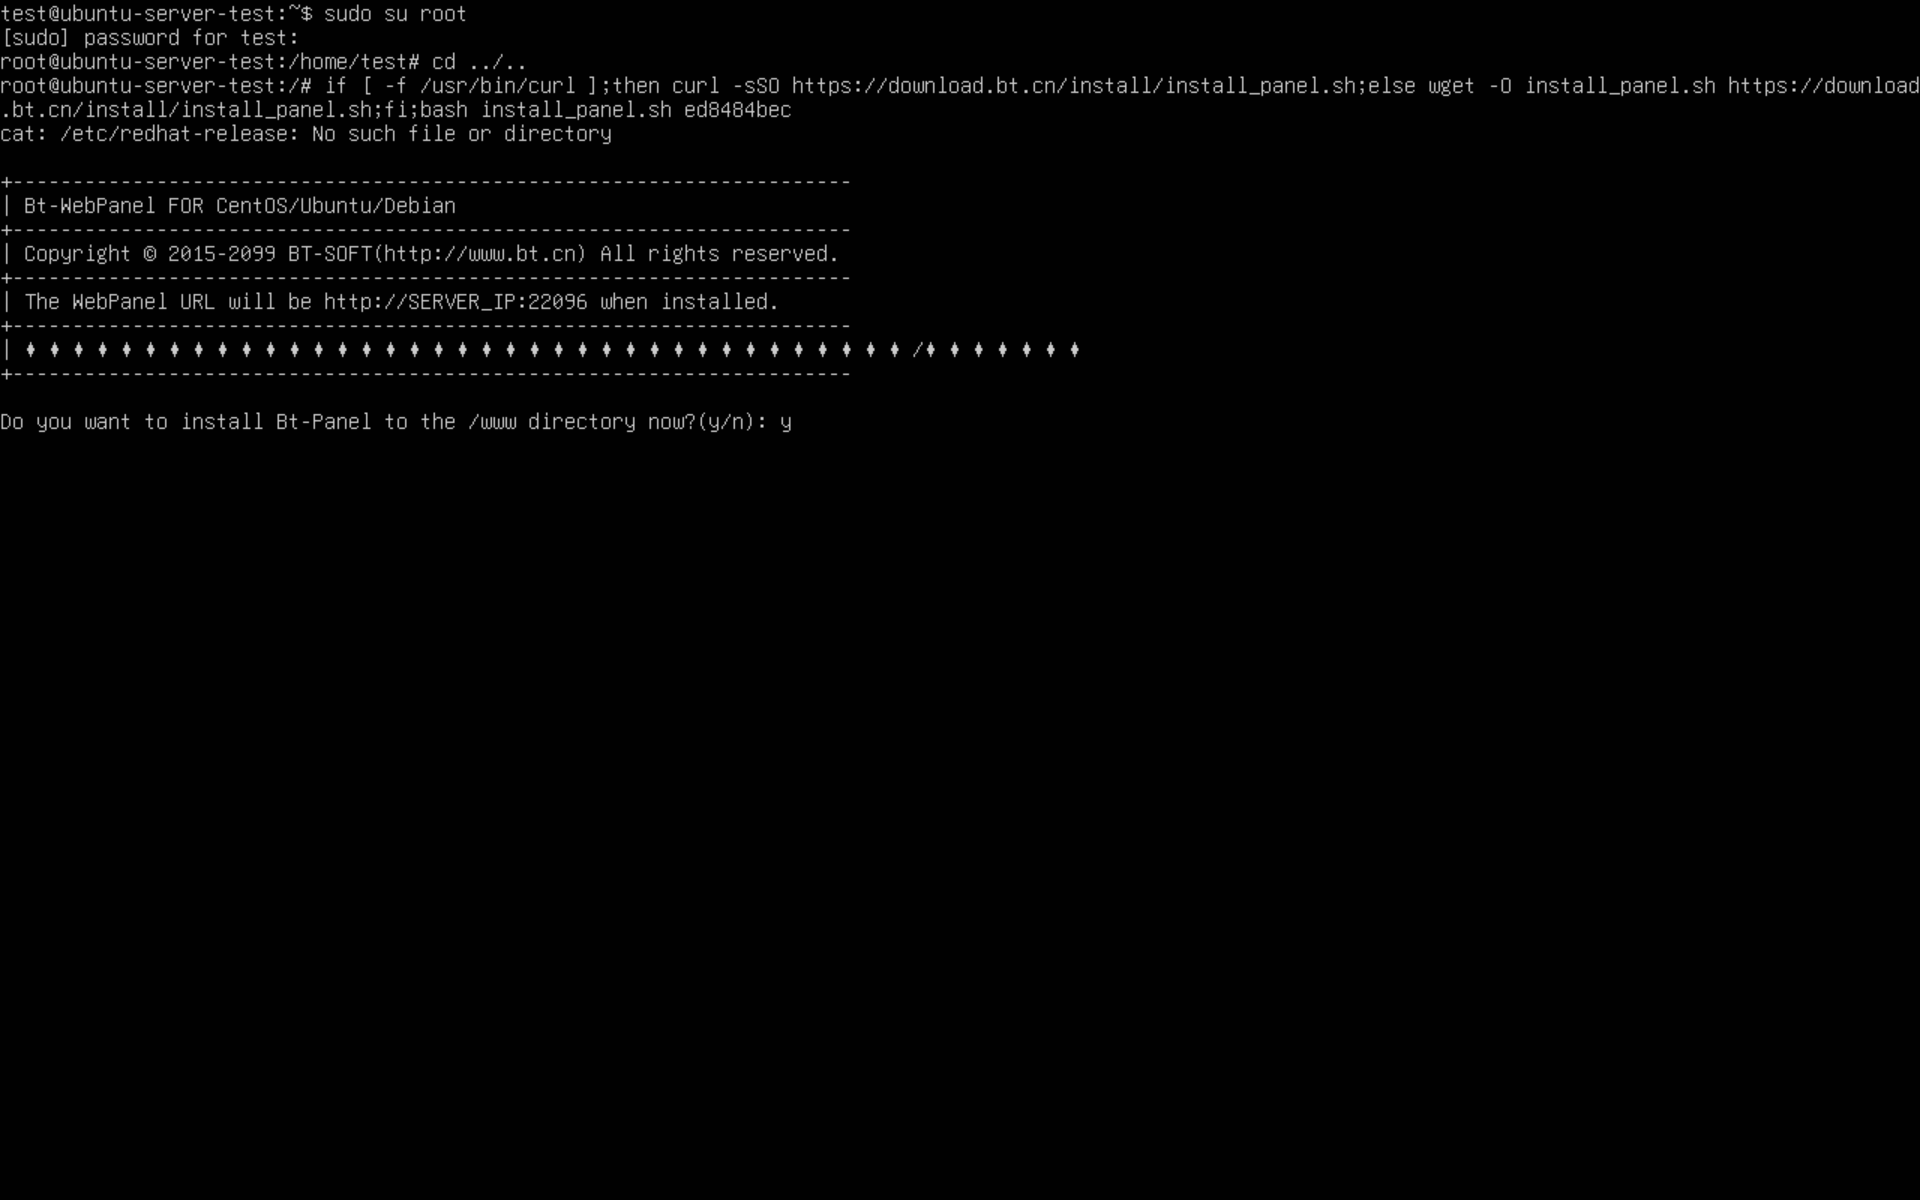 test@ubuntu-server-test:~$ sudo su root
[sudo] password for test:
root@ubuntu-server-test:/home/test# cd ../..
root@ubuntu-server-test:/# if [ -f /usr/bin/curl ];then curl -sSO https://download.bt.cn/install/install_panel.sh;else wget -O install_panel.sh https://download
.bt.cn/install/install_panel.sh;fi;bash install_panel.sh ed8484bec
cat: /etc/redhat-release: No such file or directory
+----------------------------------------------------------------------
| Bt-WebPanel FOR CentOS/Ubuntu/Debian
+----------------------------------------------------------------------
| Copyright © 2015-2099 BT-SOFT(http://www.bt.cn) All rights reserved.
+----------------------------------------------------------------------
| The WebPanel URL will be http://SERVER_IP:22096 when installed.
+----------------------------------------------------------------------
| ♦ ♦ ♦ ♦ ♦ ♦ ♦ ♦ ♦ ♦ ♦ ♦ ♦ ♦ ♦ ♦ ♦ ♦ ♦ ♦ ♦ ♦ ♦ ♦ ♦ ♦ ♦ ♦ ♦ ♦ ♦ ♦ ♦ ♦ ♦ ♦ ♦ /♦ ♦ ♦ ♦ ♦ ♦ ♦
+----------------------------------------------------------------------
Do you want to install Bt-Panel to the /www directory now?(y/n): y